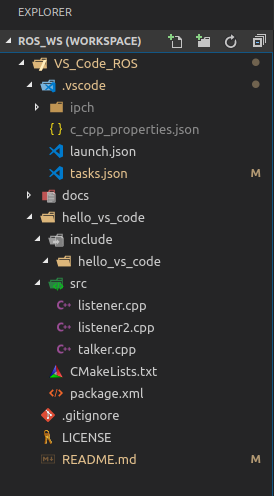 EXPLORER
ROS_WS (WORKSPACE)
VS_Code_ROS
.vscode
ipch
c_cpp_properties.json
launch.json
tasks.json M
docs
hello_vs_code
include
hello_vs_code
src
listener.cpp
listener2.cpp
talker.cpp
CMakeLists.txt
package.xml
.gitignore
LICENSE
README.md M